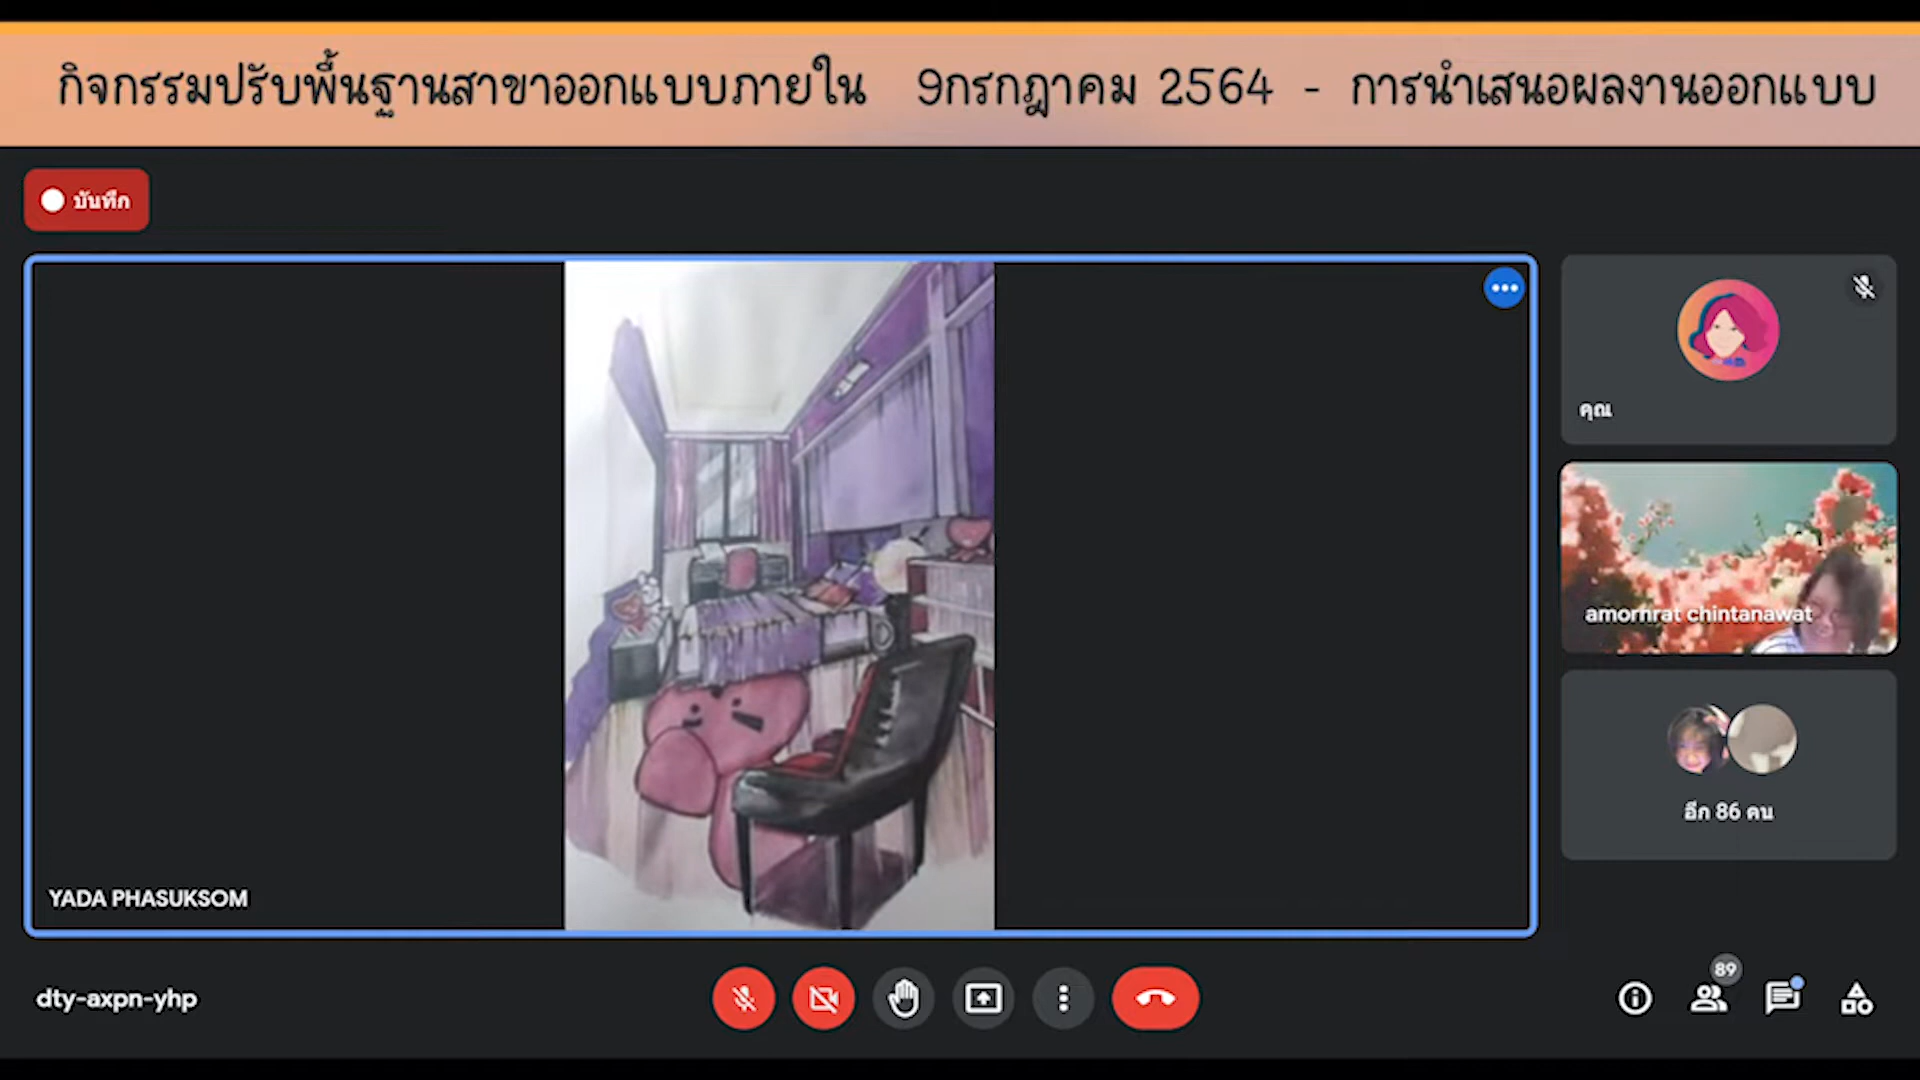 กิจกรรมปรับพื้นฐานสาขาออกแบบภายใน 9กรกฎาคม 2564 - การนำเสนอผลงานออกแบบ
บันทึก
คุณ
amornrat chintanawat
อีก 86 คน
YADA PHASUKSOM
dty-axpn-yhp
89